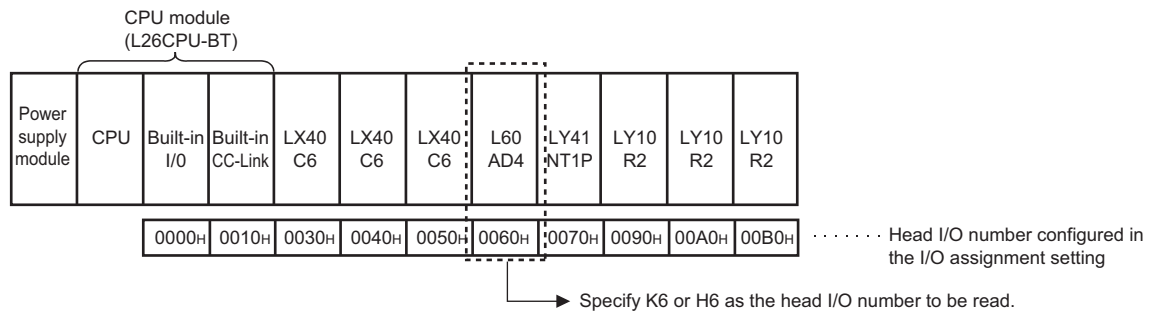 CPU module
(L26CPU-BT)
Power
supply
module
CPU
Built-in
I/0
Built-in
CC-Link
LX40
C6
LX40
C6
LX40
C6
L60
AD4
LY41
NT1P
LY10
R2
LY10
R2
LY10
R2
0000H 0010H 0030H 0040H 0050H 0060H 0070H 0090H 00A0H 00B0H
Head I/O number configured in
the I/O assignment setting
Specify K6 or H6 as the head I/O number to be read.